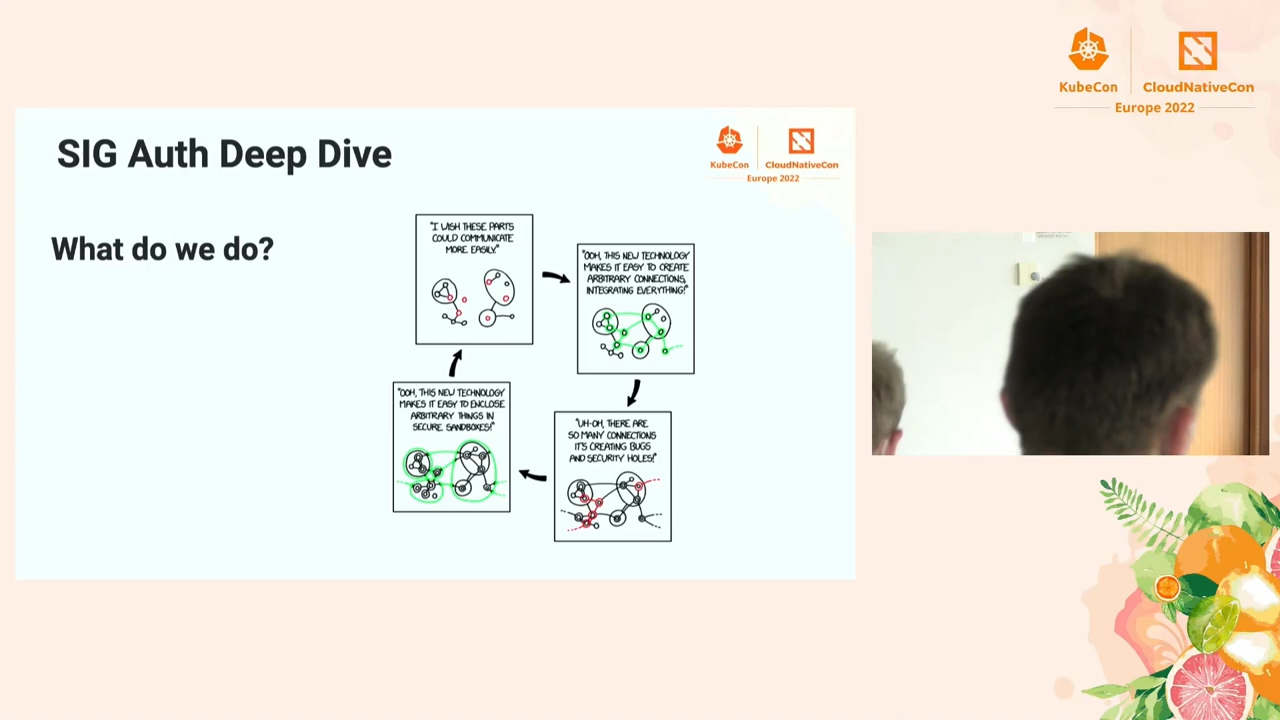 KubeCon
CloudNativeCon
Europe 2022
SIG Auth Deep Dive
KubeCon
CloudNativeCon
Europe 2022
What do we do?
"I WISH THESE PARTS
COULD COMMUNICATE
MORE EASILY."
"OOH, THIS NEW TECHNOLOGY
MAKES IT EASY TO CREATE
ARBITRARY CONNECTIONS,
INTEGRATING EVERYTHING!"
"UH-OH, THERE ARE
SO MANY CONNECTIONS
IT'S CREATING BUGS
AND SECURITY HOLES!"
"OOH, THIS NEW TECHNOLOGY
MAKES IT EASY TO ENCLOSE
ARBITRARY THINGS IN
SECURE SANDBOXES!"